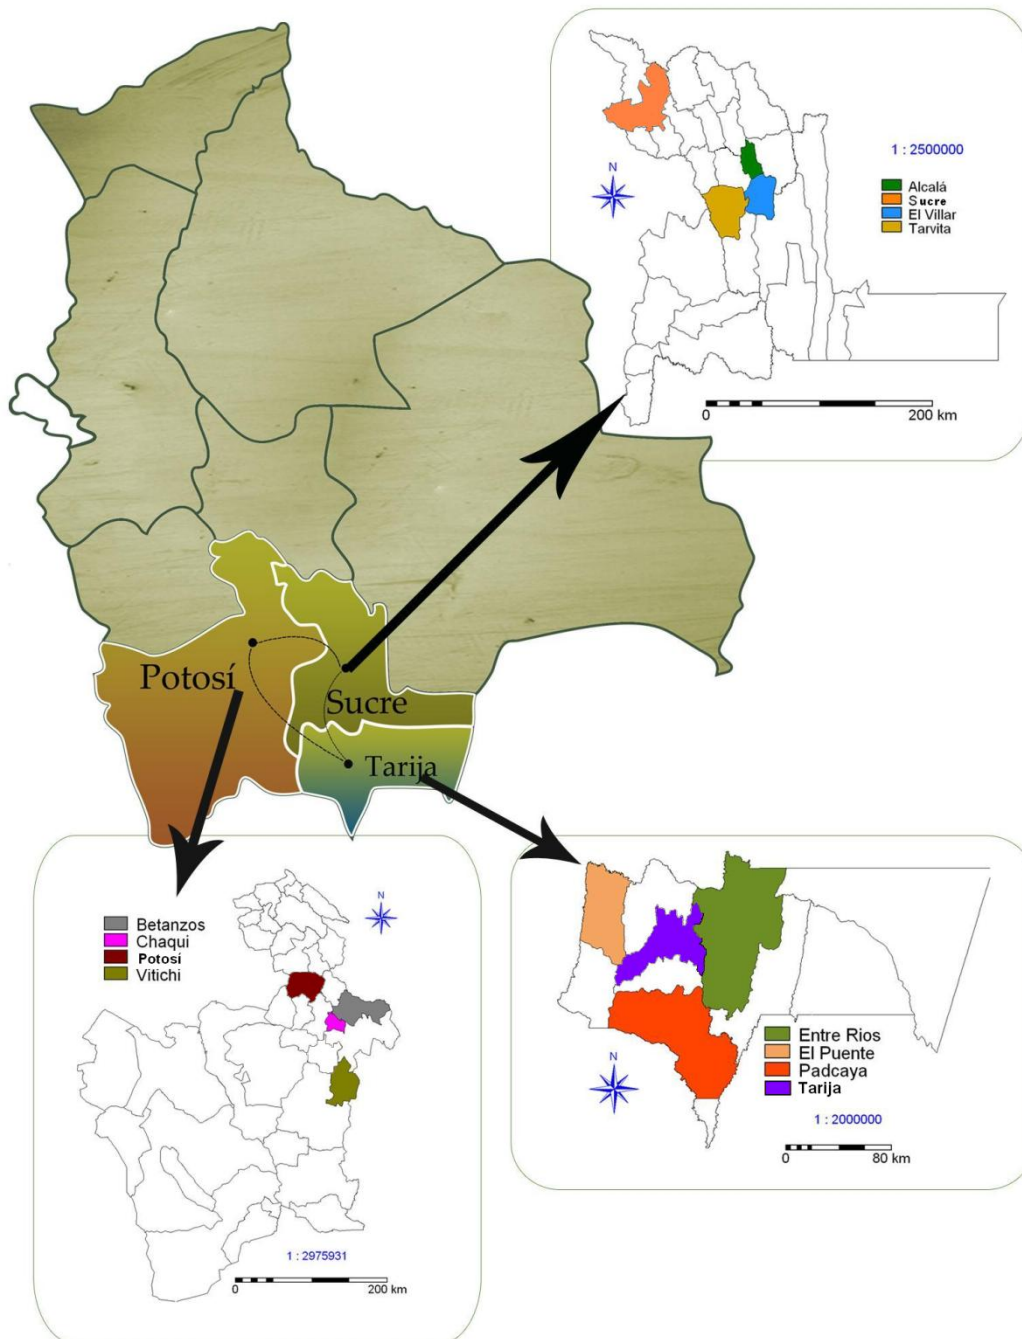 N
1 : 2500000
Alcalá
Sucre
El Villar
Tarvita
0 200 km
Potosí
Sucre
Tarija
N
Betanzos
Chaqui
Potosí
Vitichi
1 : 2975931
0 200 km
Entre Rios
El Puente
Padcaya
Tarija
N
1 : 2000000
0 80 km